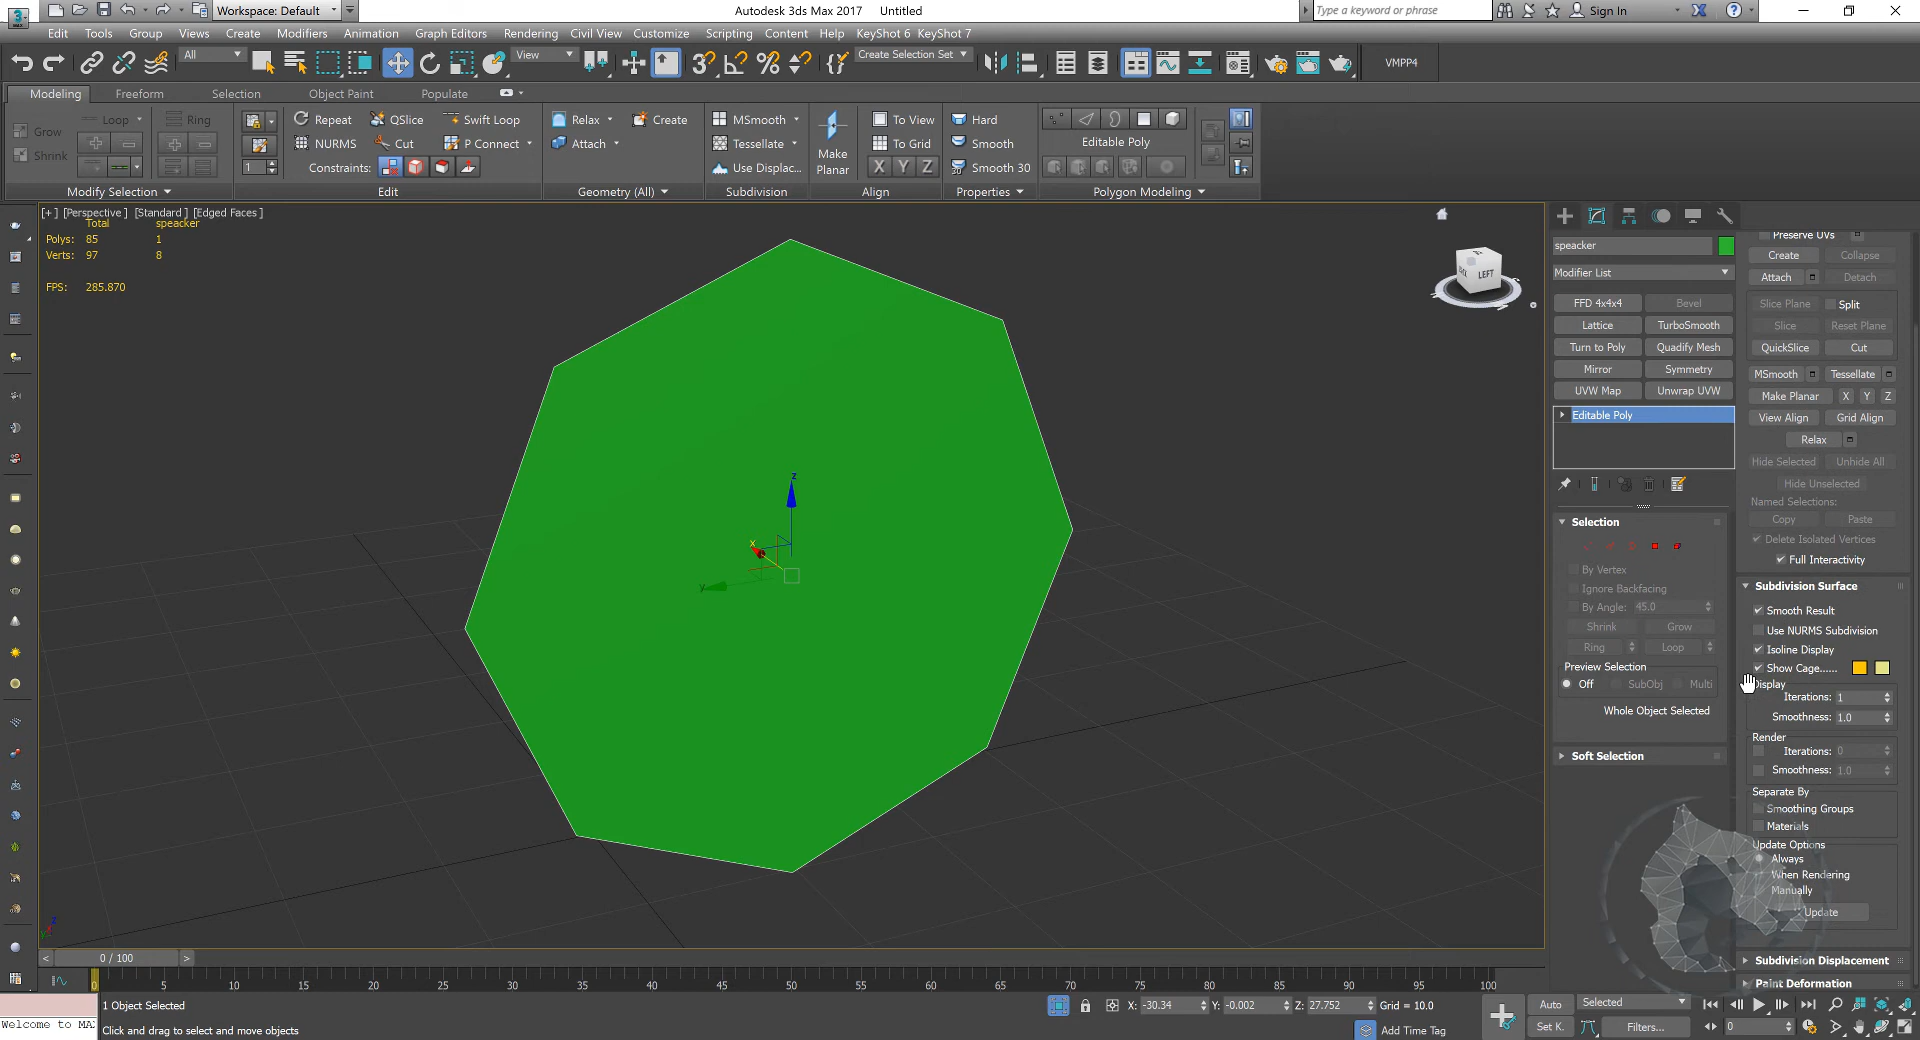 Workspace: Default
Autodesk 3ds Max 2017 Untitled
Type a keyword or phrase
Sign In
Edit Tools Group Views Create Modifiers Animation Graph Editors Rendering Civil View Customize Scripting Content Help KeyShot 6 KeyShot 7
All
View
Create Selection Set
VMPP4
Modeling Freeform Selection Object Paint Populate
Grow
Shrink
Loop
Ring
1
Modify Selection
Repeat QSlice Swift Loop
NURMS Cut P Connect
Constraints:
Edit
Relax Create
Attach
Geometry (All)
MSmooth
Tessellate
Use Displac...
Subdivision
Make
Planar
To View
To Grid
X Y Z
Align
Hard
Smooth
Smooth 30
Properties
Editable Poly
Polygon Modeling
[+] [Perspective] [Standard] [Edged Faces]
Total speacker
Polys: 85 1
Verts: 97 8
FPS: 285.870
LEFT
z
x
y
speacker
Modifier List
FFD 4x4x4 Bevel
Lattice TurboSmooth
Turn to Poly Quadify Mesh
Mirror Symmetry
UVW Map Unwrap UVW
Editable Poly
Selection
By Vertex
Ignore Backfacing
By Angle: 45.0
Shrink Grow
Ring Loop
Preview Selection
Off SubObj Multi
Whole Object Selected
Soft Selection
Preserve UVs
Create Collapse
Attach Detach
Slice Plane Split
Slice Reset Plane
QuickSlice Cut
MSmooth Tessellate
Make Planar X Y Z
View Align Grid Align
Relax
Hide Selected Unhide All
Hide Unselected
Named Selections:
Copy Paste
Delete Isolated Vertices
Full Interactivity
Subdivision Surface
Smooth Result
Use NURMS Subdivision
Isoline Display
Show Cage......
Display
Iterations: 1
Smoothness: 1.0
Render
Iterations: 0
Smoothness: 1.0
Separate By
Smoothing Groups
Materials
Update Options
Always
When Rendering
Manually
Update
Subdivision Displacement
Paint Deformation
< 0 / 100 >
0 5 10 15 20 25 30 35 40 45 50 55 60 65 70 75 80 85 90 95 100
1 Object Selected
X: -30.34 Y: -0.002 Z: 27.752 Grid = 10.0
Auto Selected
Welcome to MA
Click and drag to select and move objects
Add Time Tag
Set K. Filters...
0